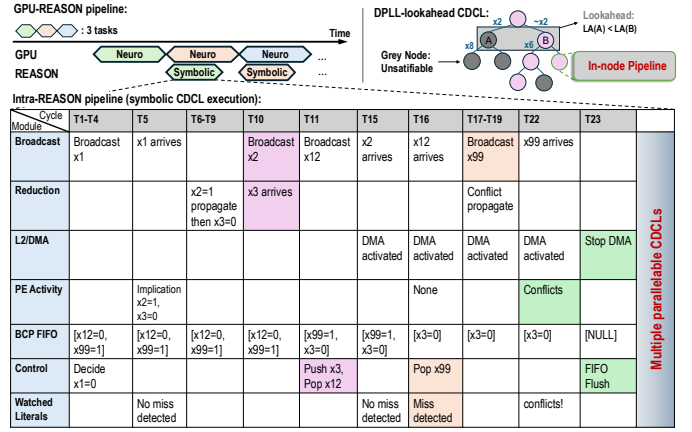 GPU-REASON pipeline:
: 3 tasks
Time
GPU
Neuro
Neuro
Neuro
...
REASON
Symbolic
Symbolic
...
DPLL-lookahead CDCL:
x2
~x2
Lookahead:
LA(A) < LA(B)
A
B
x8
x6
Grey Node:
Unsatifiable
In-node Pipeline
Intra-REASON pipeline (symbolic CDCL execution):
Cycle
Module
T1-T4
T5
T6-T9
T10
T11
T15
T16
T17-T19
T22
T23
Broadcast
Broadcast
x1
x1 arrives
Broadcast
x2
Broadcast
x12
x2
arrives
x12
arrives
Broadcast
x99
x99 arrives
Reduction
x2=1
propagate
then x3=0
x3 arrives
Conflict
propagate
L2/DMA
DMA
activated
DMA
activated
DMA
activated
DMA
activated
Stop DMA
PE Activity
Implication
x2=1,
x3=0
None
Conflicts
BCP FIFO
[x12=0,
x99=1]
[x12=0,
x99=1]
[x12=0,
x99=1]
[x12=0,
x99=1]
[x99=1,
x3=0]
[x99=1,
x3=0]
[x3=0]
[x3=0]
[x3=0]
[NULL]
Control
Decide
x1=0
Push x3,
Pop x12
Pop x99
FIFO
Flush
Watched
Literals
No miss
detected
No miss
detected
Miss
detected
conflicts!
Multiple parallelable CDCLs